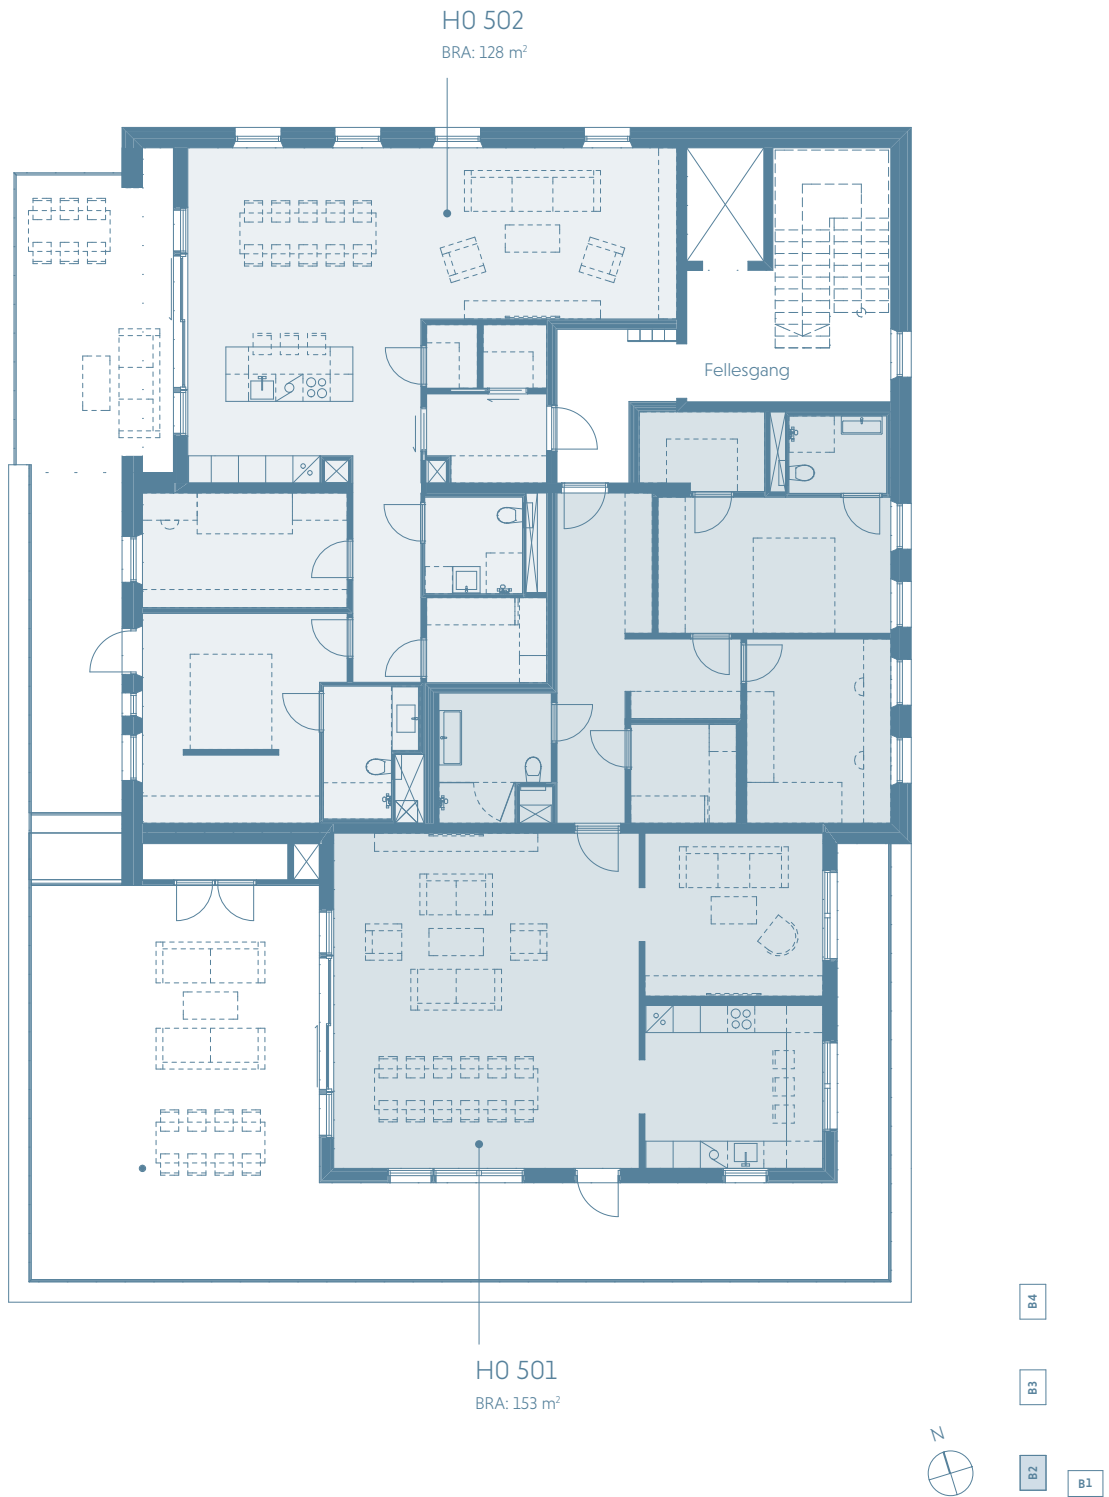 H0 502
BRA: 128 m²
Fellesgang
H0 501
BRA: 153 m²
B4
B3
N
B2
B1